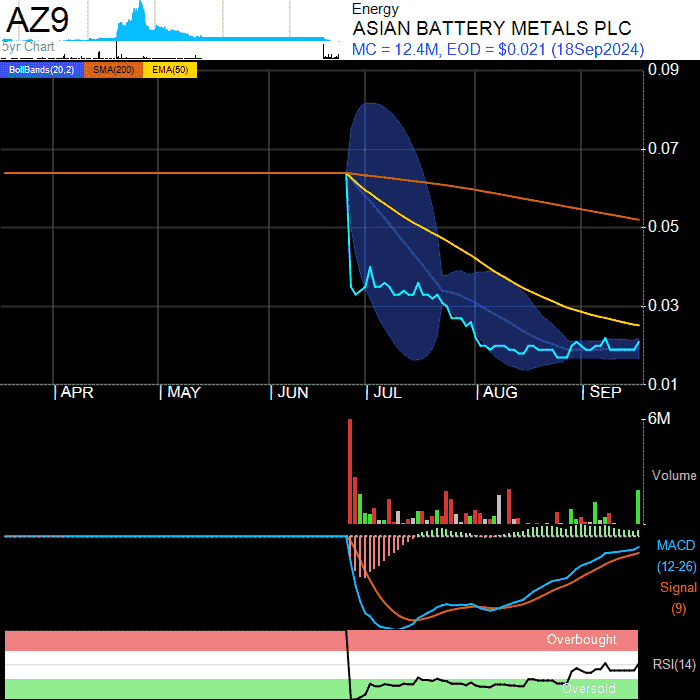 AZ9
5yr Chart
Energy
ASIAN BATTERY METALS PLC
MC = 12.4M, EOD = $0.021 (18Sep2024)
BollBands(20,2) SMA(200) EMA(50)
0.09
0.07
0.05
0.03
0.01
APR MAY JUN JUL AUG SEP
6M
Volume
MACD
(12-26)
Signal
(9)
Overbought
RSI(14)
Oversold